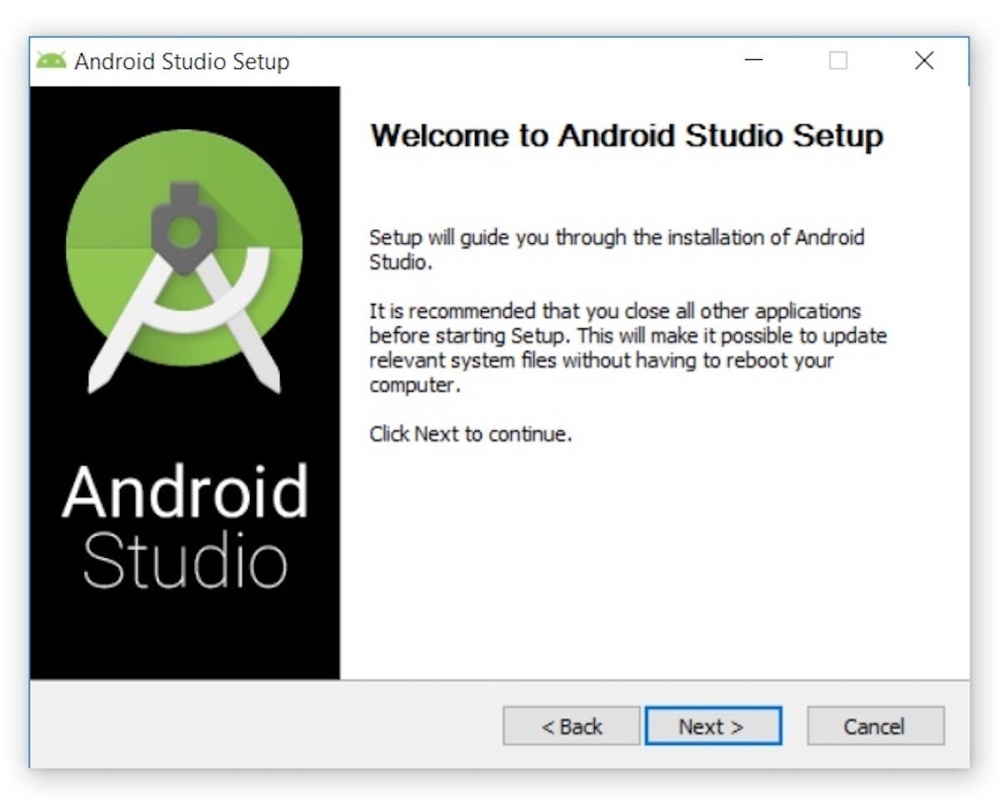 Android Studio Setup
Welcome to Android Studio Setup
Setup will guide you through the installation of Android
Studio.
It is recommended that you close all other applications
before starting Setup. This will make it possible to update
relevant system files without having to reboot your
computer.
Click Next to continue.
Android
Studio
< Back
Next >
Cancel